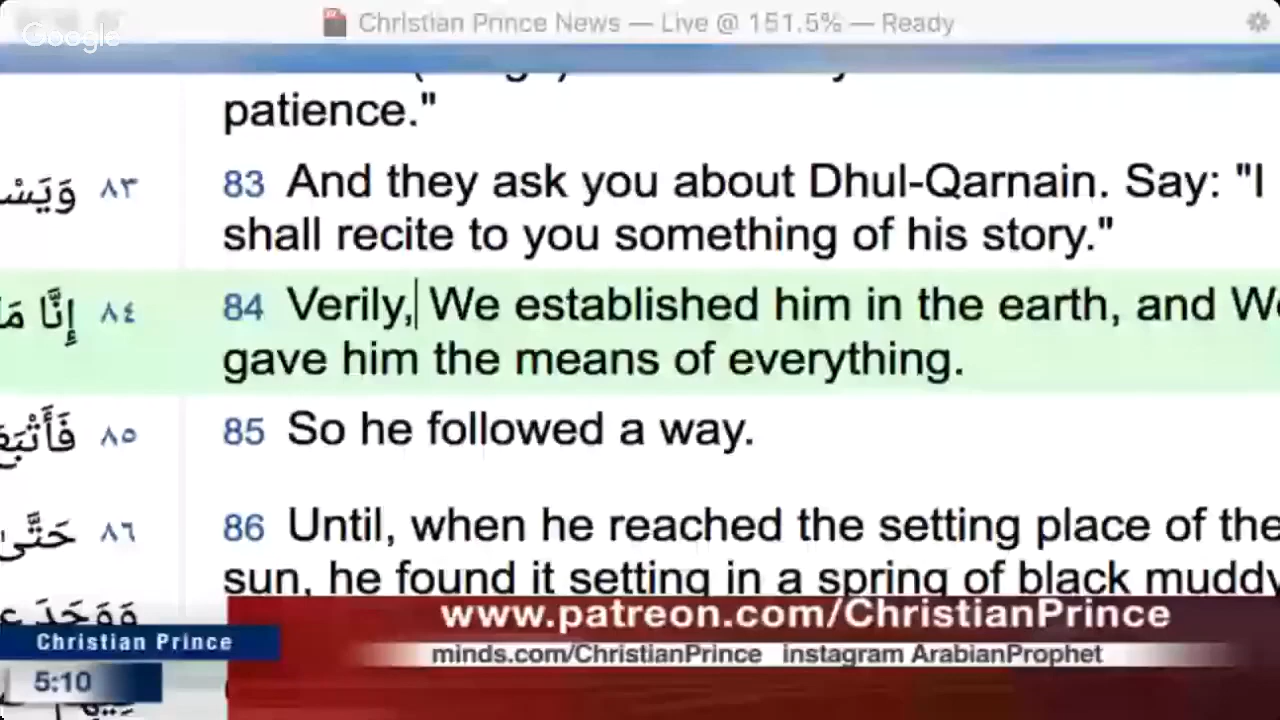 Christian Prince News — Live @ 151.5% — Ready
Google
patience."
وَيَسْ ٨٣ 83 And they ask you about Dhul-Qarnain. Say: "I
shall recite to you something of his story."
إِنَّا مَ ٨٤ 84 Verily, We established him in the earth, and We
gave him the means of everything.
٨٥ 85 So he followed a way.
حَتَّىٰ ٨٦ 86 Until, when he reached the setting place of the
sun, he found it setting in a spring of black muddy
وَوَجَدَ
www.patreon.com/ChristianPrince
Christian Prince
minds.com/ChristianPrince instagram ArabianProphet
5:10